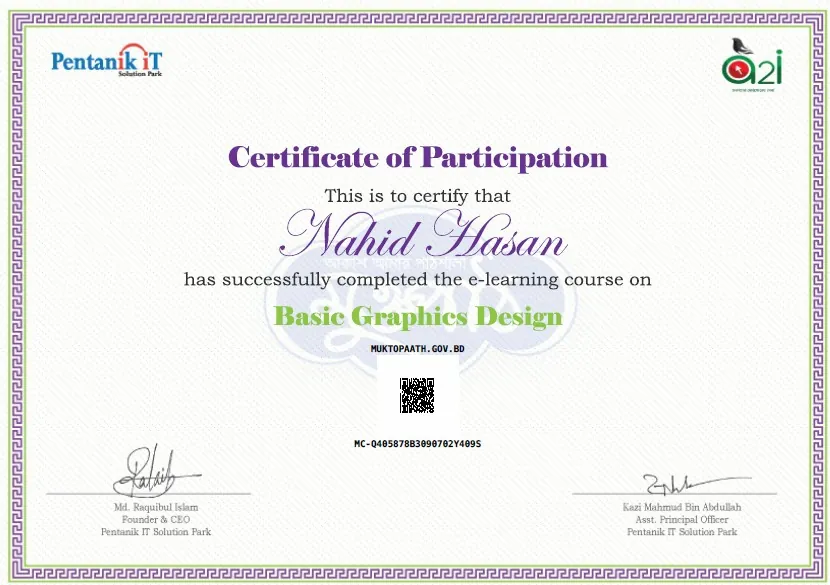 Pentanik iT
Solution Park
a2i
Certificate of Participation
This is to certify that
Nahid Hasan
has successfully completed the e-learning course on
Basic Graphics Design
MUKTOPAATH.GOV.BD
MC-Q405878B3090702Y409S
Md. Raquibul Islam
Founder & CEO
Pentanik IT Solution Park
Kazi Mahmud Bin Abdullah
Asst. Principal Officer
Pentanik IT Solution Park